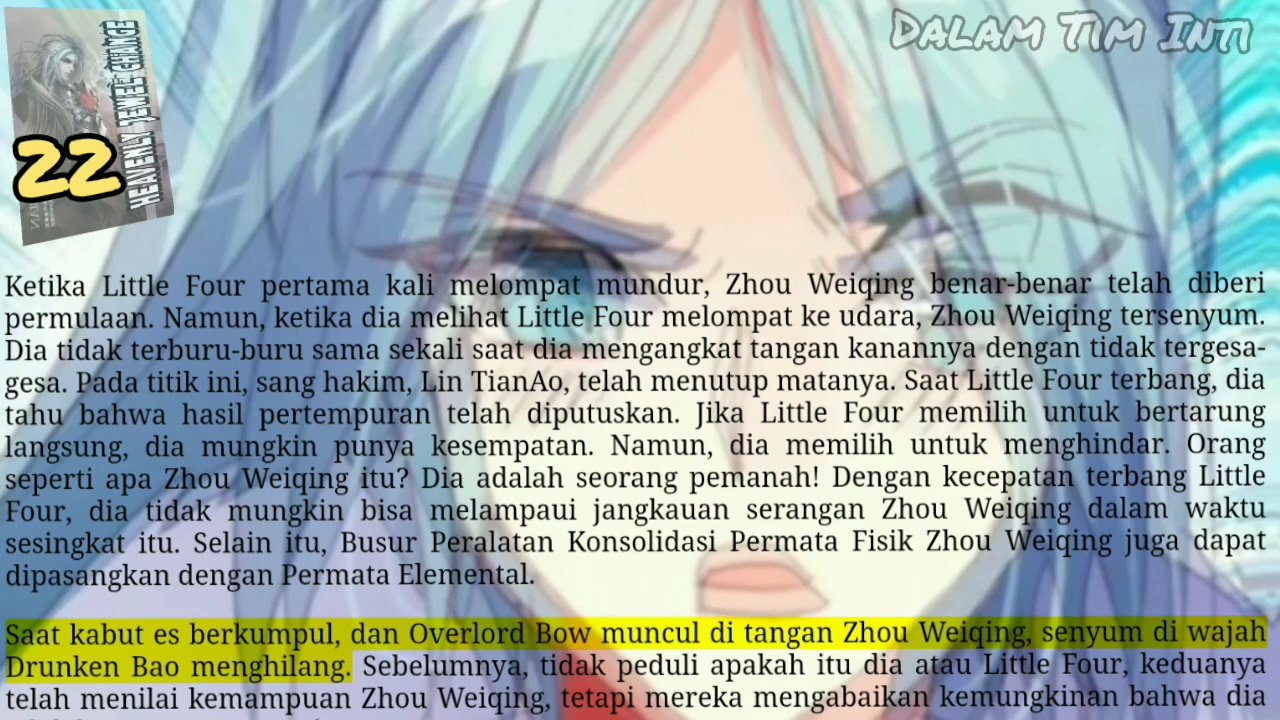 DALAM TIM INTI
HEAVENLY JEWEL CHANGE
22
Ketika Little Four pertama kali melompat mundur, Zhou Weiqing benar-benar telah diberi
permulaan. Namun, ketika dia melihat Little Four melompat ke udara, Zhou Weiqing tersenyum.
Dia tidak terburu-buru sama sekali saat dia mengangkat tangan kanannya dengan tidak tergesa-
gesa. Pada titik ini, sang hakim, Lin TianAo, telah menutup matanya. Saat Little Four terbang, dia
tahu bahwa hasil pertempuran telah diputuskan. Jika Little Four memilih untuk bertarung
langsung, dia mungkin punya kesempatan. Namun, dia memilih untuk menghindar. Orang
seperti apa Zhou Weiqing itu? Dia adalah seorang pemanah! Dengan kecepatan terbang Little
Four, dia tidak mungkin bisa melampaui jangkauan serangan Zhou Weiqing dalam waktu
sesingkat itu. Selain itu, Busur Peralatan Konsolidasi Permata Fisik Zhou Weiqing juga dapat
dipasangkan dengan Permata Elemental.
Saat kabut es berkumpul, dan Overlord Bow muncul di tangan Zhou Weiqing, senyum di wajah
Drunken Bao menghilang. Sebelumnya, tidak peduli apakah itu dia atau Little Four, keduanya
telah menilai kemampuan Zhou Weiqing, tetapi mereka mengabaikan kemungkinan bahwa dia